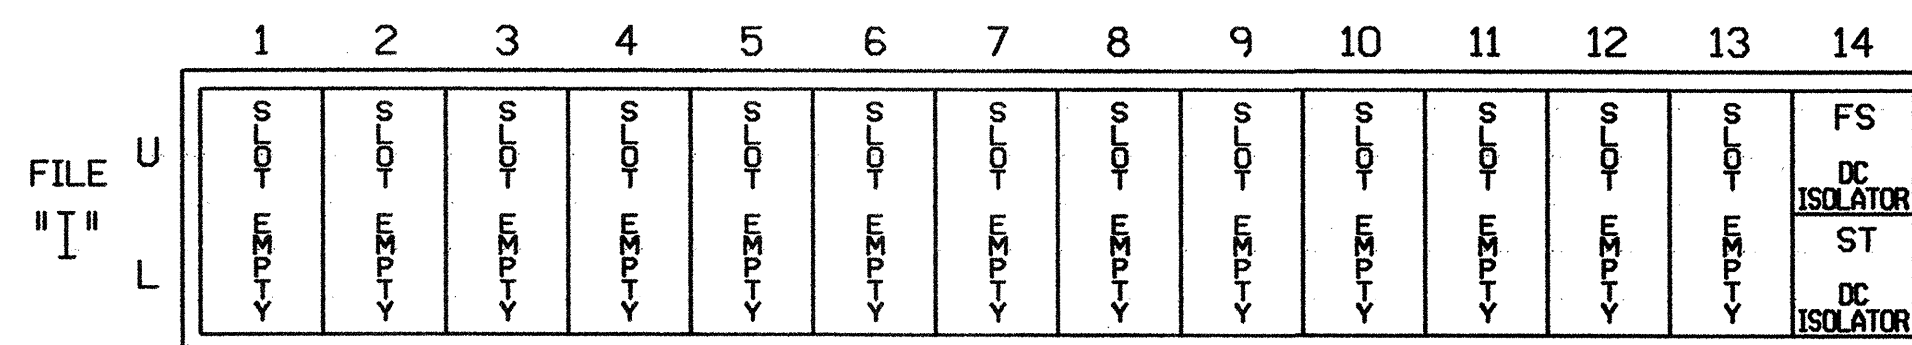 1 2 3 4 5 6 7 8 9 10 11 12 13 14
FILE
"I"
U
L
SLOT EMPTY
SLOT EMPTY
SLOT EMPTY
SLOT EMPTY
SLOT EMPTY
SLOT EMPTY
SLOT EMPTY
SLOT EMPTY
SLOT EMPTY
SLOT EMPTY
SLOT EMPTY
SLOT EMPTY
SLOT EMPTY
FS
DC
ISOLATOR
ST
DC
ISOLATOR